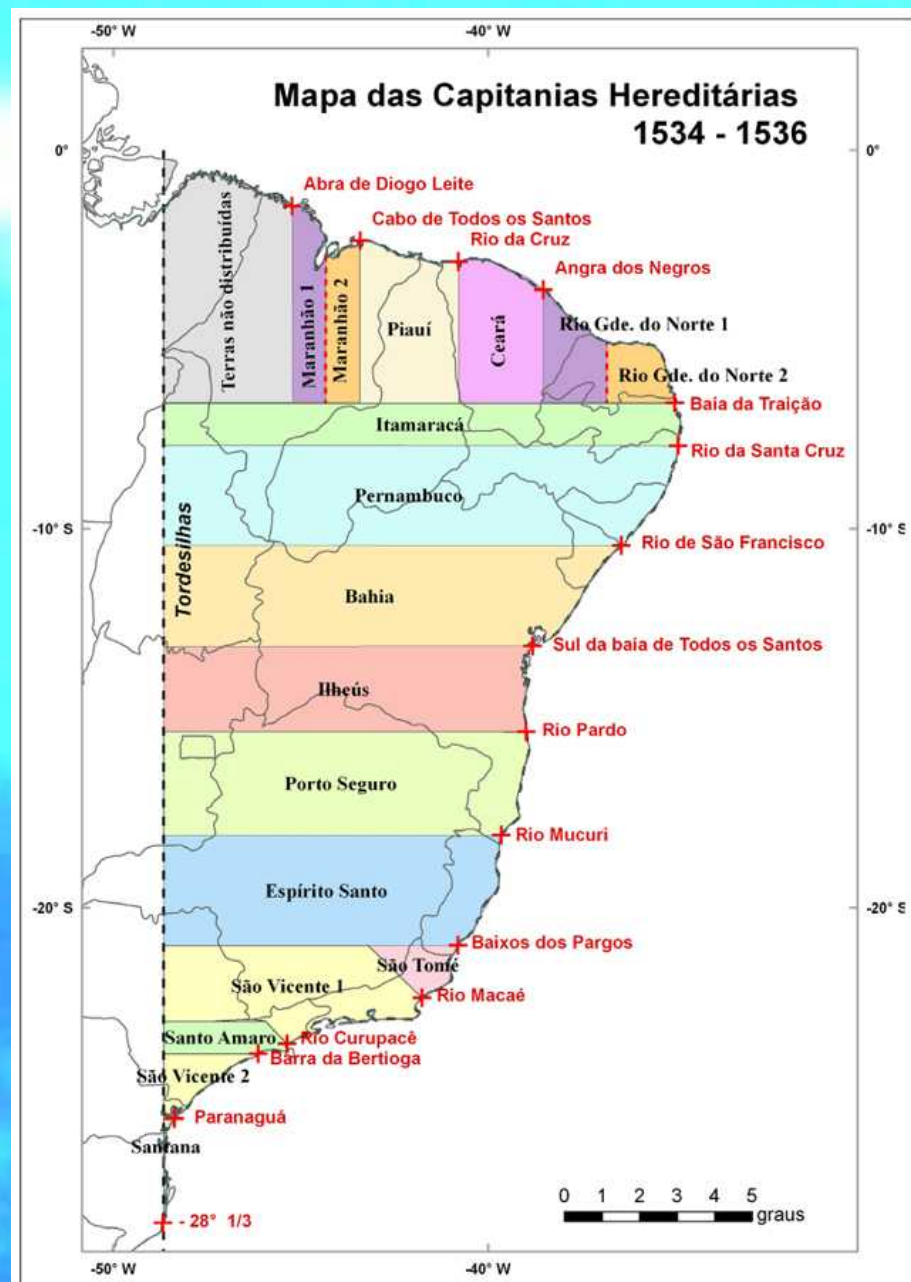 -50° W
-40° W
Mapa das Capitanias Hereditárias
1534 - 1536
0°
0°
Abra de Diogo Leite
Cabo de Todos os Santos
Rio da Cruz
Angra dos Negros
Terras não distribuídas
Maranhão 1
Maranhão 2
Piauí
Ceará
Rio Gde. do Norte 1
Rio Gde. do Norte 2
Baia da Traição
Itamaracá
Rio da Santa Cruz
Pernambuco
Tordesilhas
-10° S
-10° S
Rio de São Francisco
Bahia
Sul da baia de Todos os Santos
Ilheús
Rio Pardo
Porto Seguro
Rio Mucuri
Espírito Santo
-20° S
-20° S
Baixos dos Pargos
São Tomé
São Vicente 1
Rio Macaé
Santo Amaro
Rio Curupacê
Barra da Bertioga
São Vicente 2
Paranaguá
Santana
- 28° 1/3
0 1 2 3 4 5
graus
-50° W
-40° W